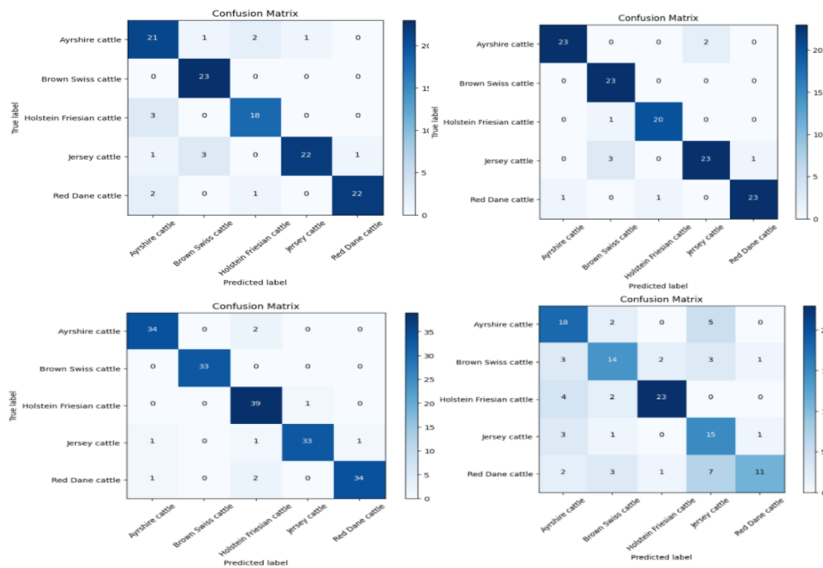 Confusion Matrix
Ayrshire cattle 21 1 2 1 0
Brown Swiss cattle 0 23 0 0 0
Holstein Friesian cattle 3 0 18 0 0
Jersey cattle 1 3 0 22 1
Red Dane cattle 2 0 1 0 22
True label
0
Ayrshire cattle
Brown Swiss cattle
Holstein Friesian cattle
Jersey cattle
Red Dane cattle
Predicted label
Confusion Matrix
Ayrshire cattle 23 0 0 2 0
Brown Swiss cattle 0 23 0 0 0
Holstein Friesian cattle 0 1 20 0 0
Jersey cattle 0 3 0 23 1
Red Dane cattle 1 0 1 0 23
True label
20
15
10
5
0
Ayrshire cattle
Brown Swiss cattle
Holstein Friesian cattle
Jersey cattle
Red Dane cattle
Predicted label
Confusion Matrix
Ayrshire cattle 34 0 2 0 0
Brown Swiss cattle 0 33 0 0 0
Holstein Friesian cattle 0 0 39 1 0
Jersey cattle 1 0 1 33 1
Red Dane cattle 1 0 2 0 34
True label
35
30
25
20
15
10
5
0
Ayrshire cattle
Brown Swiss cattle
Holstein Friesian cattle
Jersey cattle
Red Dane cattle
Predicted label
Confusion Matrix
Ayrshire cattle 18 2 0 5 0
Brown Swiss cattle 3 14 2 3 1
Holstein Friesian cattle 4 2 23 0 0
Jersey cattle 3 1 0 15 1
Red Dane cattle 2 3 1 7 11
Ayrshire cattle
Brown Swiss cattle
Holstein Friesian cattle
Jersey cattle
Red Dane cattle
Predicted label